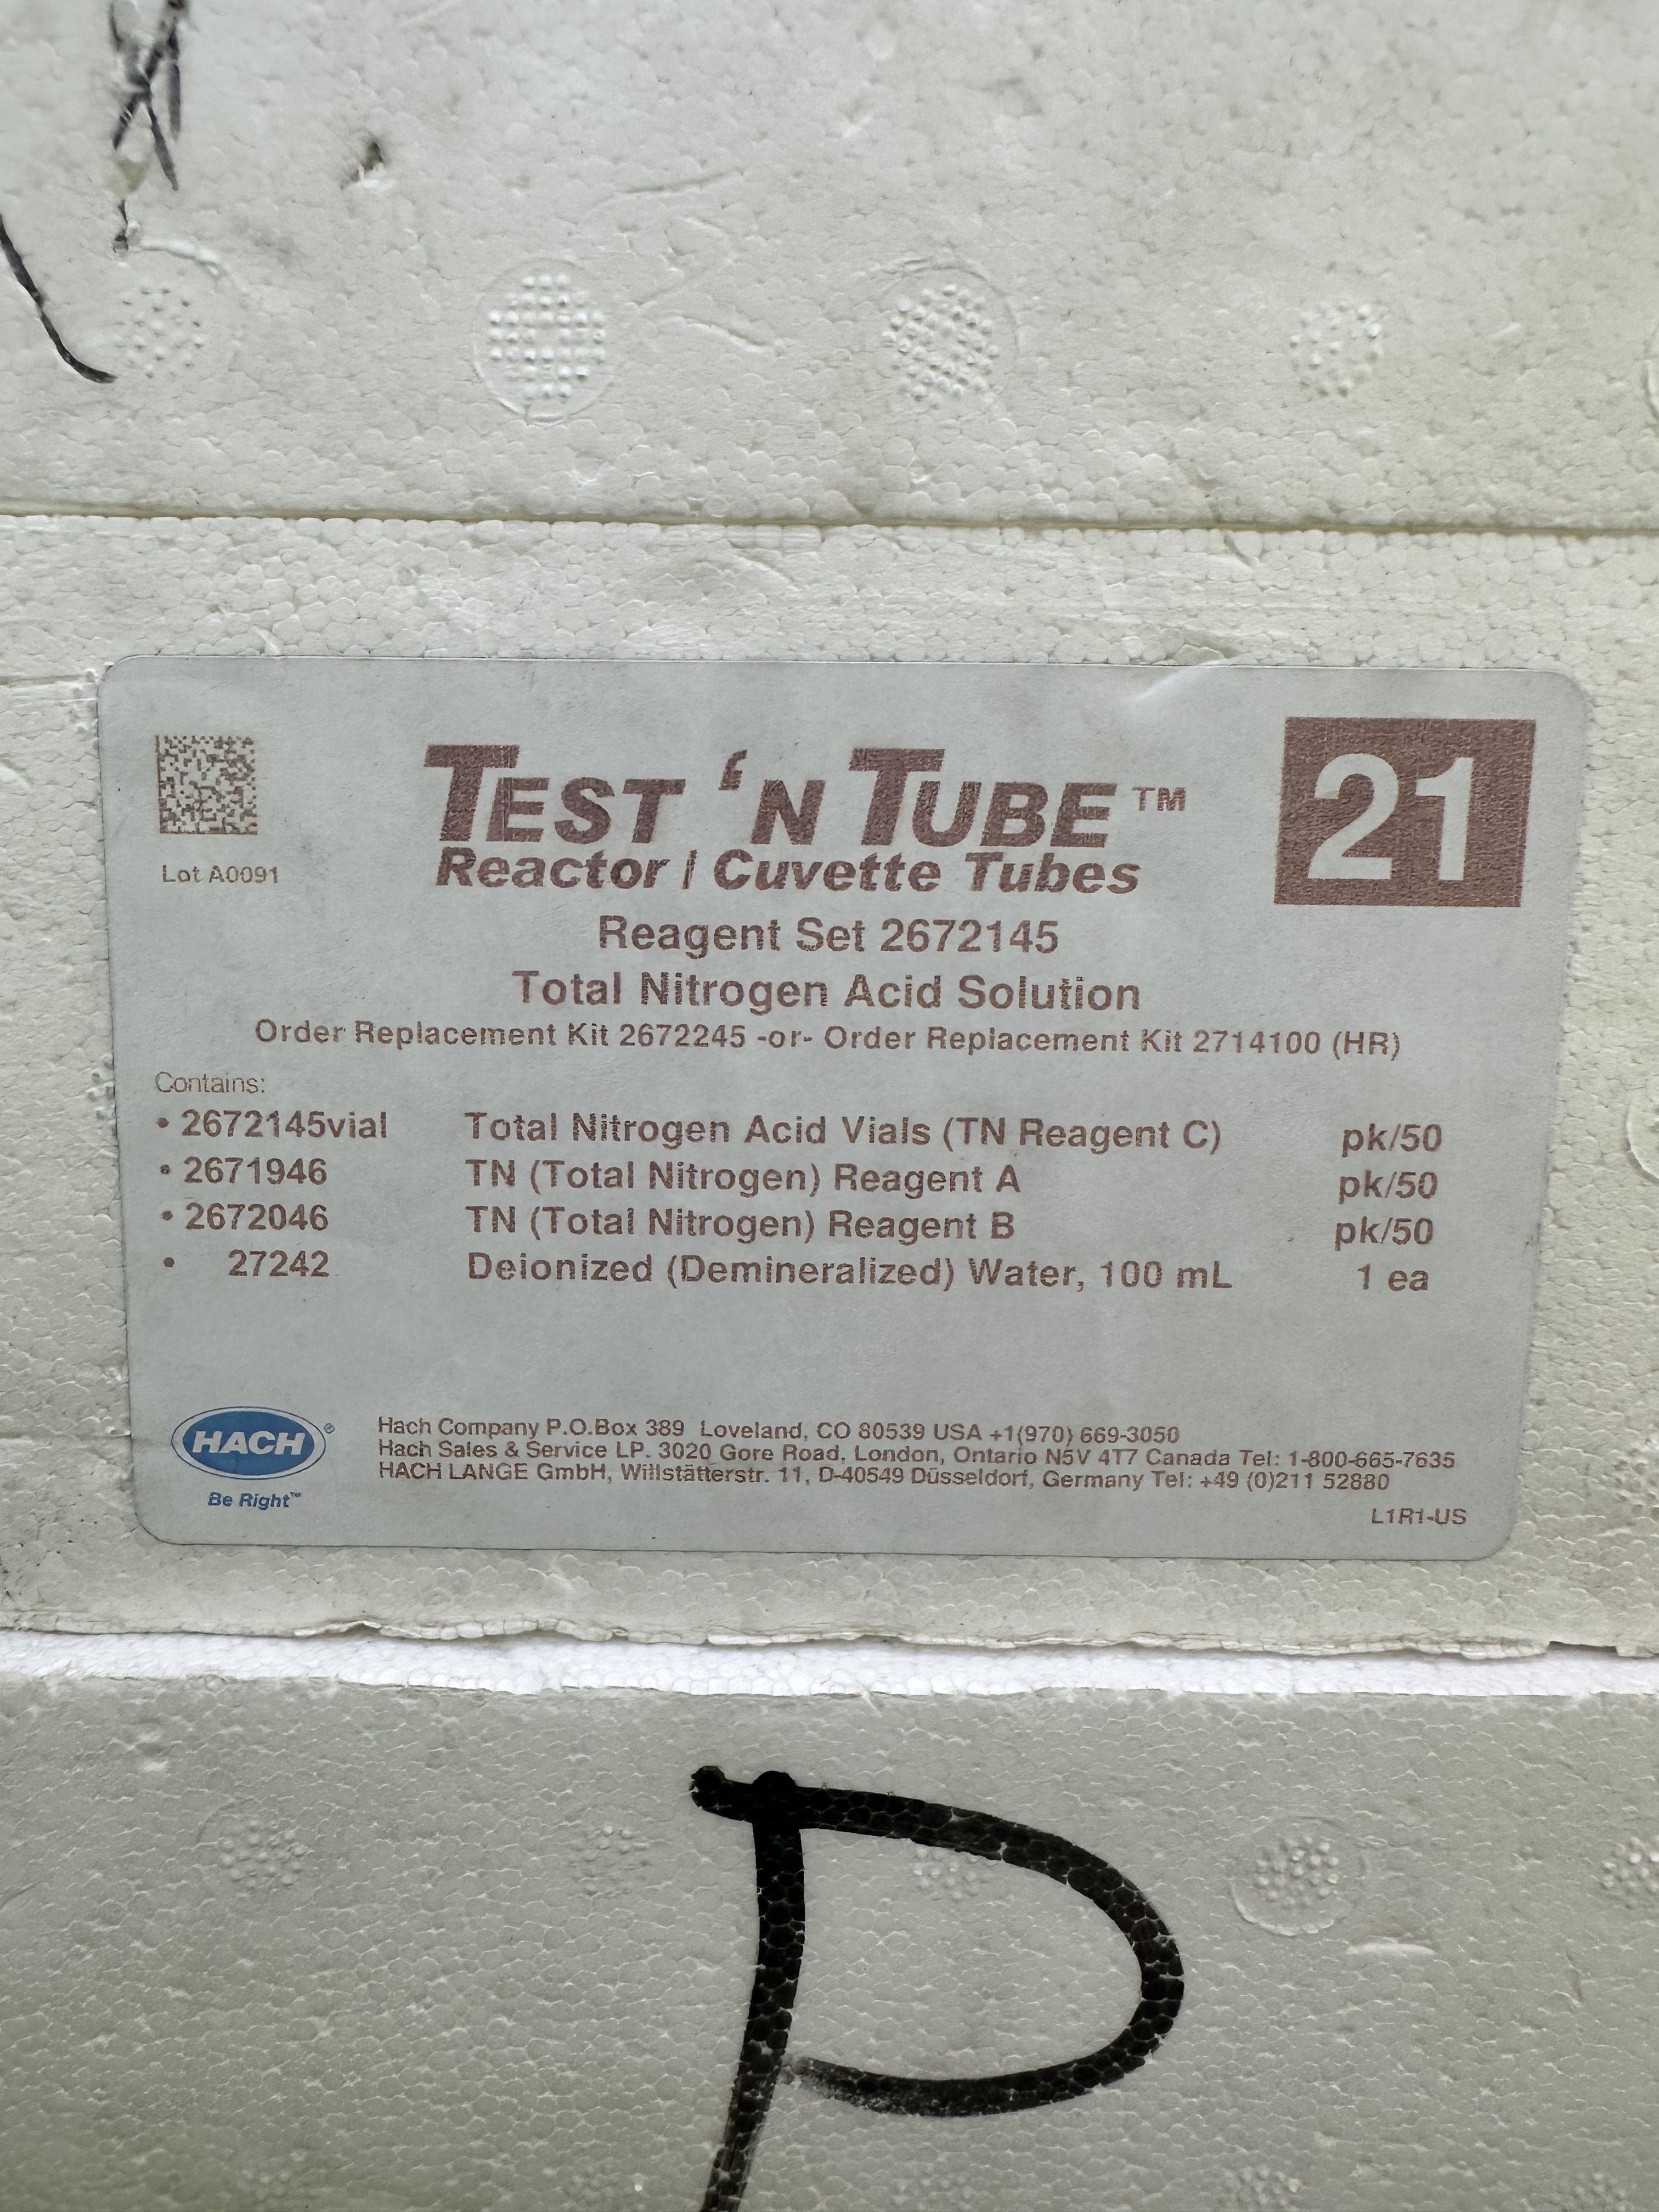 TEST 'N TUBE™
21
Reactor / Cuvette Tubes
Lot A0091
Reagent Set 2672145
Total Nitrogen Acid Solution
Order Replacement Kit 2672245 -or- Order Replacement Kit 2714100 (HR)
Contains:
• 2672145vial Total Nitrogen Acid Vials (TN Reagent C) pk/50
• 2671946 TN (Total Nitrogen) Reagent A pk/50
• 2672046 TN (Total Nitrogen) Reagent B pk/50
• 27242 Deionized (Demineralized) Water, 100 mL 1 ea
HACH®
Be Right™
Hach Company P.O.Box 389 Loveland, CO 80539 USA +1(970) 669-3050
Hach Sales & Service LP. 3020 Gore Road, London, Ontario N5V 4T7 Canada Tel: 1-800-665-7635
HACH LANGE GmbH, Willstätterstr. 11, D-40549 Düsseldorf, Germany Tel: +49 (0)211 52880
L1R1-US
P